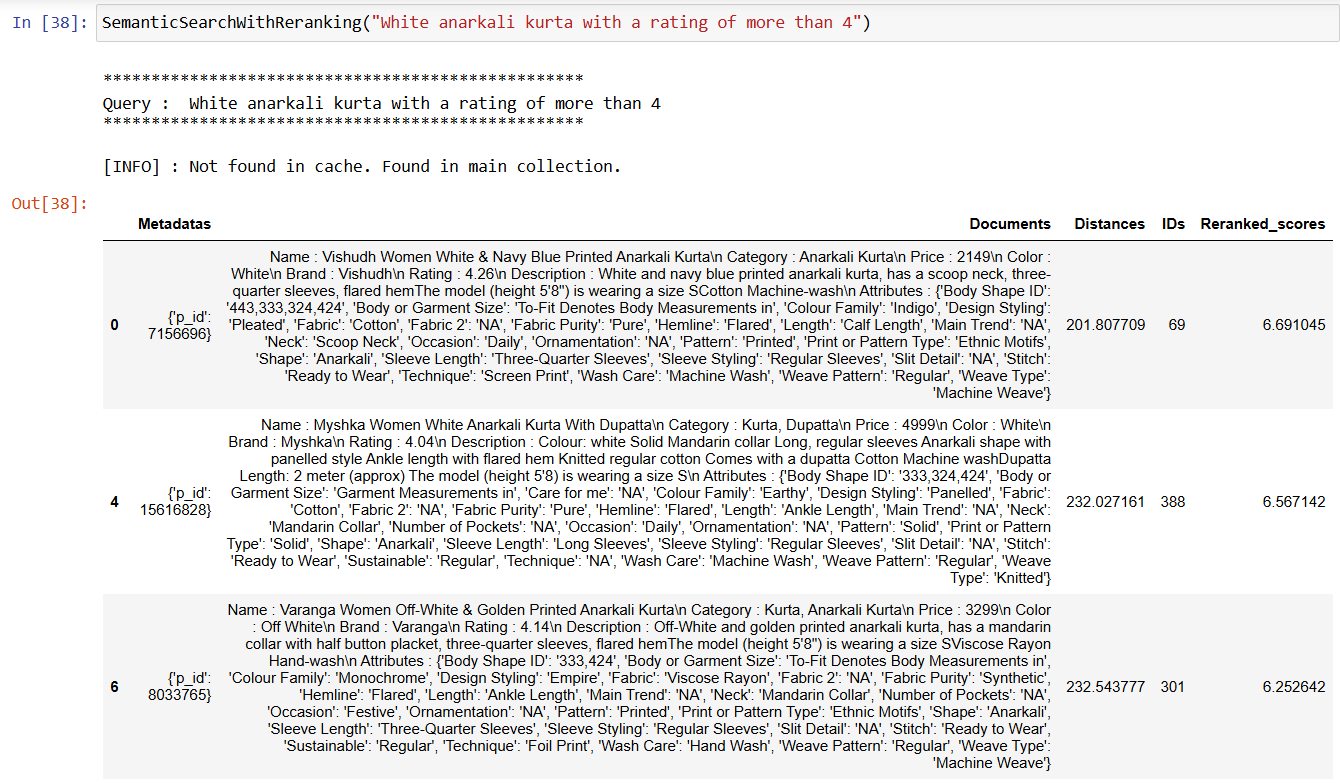 In [38]: SemanticSearchWithReranking("White anarkali kurta with a rating of more than 4")
**************************************************
Query :  White anarkali kurta with a rating of more than 4
**************************************************
[INFO] : Not found in cache. Found in main collection.
Out[38]:
Metadatas Documents Distances IDs Reranked_scores
Name : Vishudh Women White & Navy Blue Printed Anarkali Kurta\n Category : Anarkali Kurta\n Price : 2149\n Color :
White\n Brand : Vishudh\n Rating : 4.26\n Description : White and navy blue printed anarkali kurta, has a scoop neck, three-
quarter sleeves, flared hemThe model (height 5'8") is wearing a size SCotton Machine-wash\n Attributes : {'Body Shape ID':
'443,333,324,424', 'Body or Garment Size': 'To-Fit Denotes Body Measurements in', 'Colour Family': 'Indigo', 'Design Styling':
0 {'p_id': 7156696} 'Pleated', 'Fabric': 'Cotton', 'Fabric 2': 'NA', 'Fabric Purity': 'Pure', 'Hemline': 'Flared', 'Length': 'Calf Length', 'Main Trend': 'NA', 201.807709 69 6.691045
'Neck': 'Scoop Neck', 'Occasion': 'Daily', 'Ornamentation': 'NA', 'Pattern': 'Printed', 'Print or Pattern Type': 'Ethnic Motifs',
'Shape': 'Anarkali', 'Sleeve Length': 'Three-Quarter Sleeves', 'Sleeve Styling': 'Regular Sleeves', 'Slit Detail': 'NA', 'Stitch':
'Ready to Wear', 'Technique': 'Screen Print', 'Wash Care': 'Machine Wash', 'Weave Pattern': 'Regular', 'Weave Type':
'Machine Weave'}
Name : Myshka Women White Anarkali Kurta With Dupatta\n Category : Kurta, Dupatta\n Price : 4999\n Color : White\n
Brand : Myshka\n Rating : 4.04\n Description : Colour: white Solid Mandarin collar Long, regular sleeves Anarkali shape with
panelled style Ankle length with flared hem Knitted regular cotton Comes with a dupatta Cotton Machine washDupatta
Length: 2 meter (approx) The model (height 5'8) is wearing a size S\n Attributes : {'Body Shape ID': '333,324,424', 'Body or
Garment Size': 'Garment Measurements in', 'Care for me': 'NA', 'Colour Family': 'Earthy', 'Design Styling': 'Panelled', 'Fabric':
4 {'p_id': 15616828} 'Cotton', 'Fabric 2': 'NA', 'Fabric Purity': 'Pure', 'Hemline': 'Flared', 'Length': 'Ankle Length', 'Main Trend': 'NA', 'Neck': 232.027161 388 6.567142
'Mandarin Collar', 'Number of Pockets': 'NA', 'Occasion': 'Daily', 'Ornamentation': 'NA', 'Pattern': 'Solid', 'Print or Pattern
Type': 'Solid', 'Shape': 'Anarkali', 'Sleeve Length': 'Long Sleeves', 'Sleeve Styling': 'Regular Sleeves', 'Slit Detail': 'NA', 'Stitch':
'Ready to Wear', 'Sustainable': 'Regular', 'Technique': 'NA', 'Wash Care': 'Machine Wash', 'Weave Pattern': 'Regular', 'Weave
Type': 'Knitted'}
Name : Varanga Women Off-White & Golden Printed Anarkali Kurta\n Category : Kurta, Anarkali Kurta\n Price : 3299\n Color
: Off White\n Brand : Varanga\n Rating : 4.14\n Description : Off-White and golden printed anarkali kurta, has a mandarin
collar with half button placket, three-quarter sleeves, flared hemThe model (height 5'8") is wearing a size SViscose Rayon
Hand-wash\n Attributes : {'Body Shape ID': '333,424', 'Body or Garment Size': 'To-Fit Denotes Body Measurements in',
6 {'p_id': 8033765} 'Colour Family': 'Monochrome', 'Design Styling': 'Empire', 'Fabric': 'Viscose Rayon', 'Fabric 2': 'NA', 'Fabric Purity': 'Synthetic', 232.543777 301 6.252642
'Hemline': 'Flared', 'Length': 'Ankle Length', 'Main Trend': 'NA', 'Neck': 'Mandarin Collar', 'Number of Pockets': 'NA',
'Occasion': 'Festive', 'Ornamentation': 'NA', 'Pattern': 'Printed', 'Print or Pattern Type': 'Ethnic Motifs', 'Shape': 'Anarkali',
'Sleeve Length': 'Three-Quarter Sleeves', 'Sleeve Styling': 'Regular Sleeves', 'Slit Detail': 'NA', 'Stitch': 'Ready to Wear',
'Sustainable': 'Regular', 'Technique': 'Foil Print', 'Wash Care': 'Hand Wash', 'Weave Pattern': 'Regular', 'Weave Type':
'Machine Weave'}